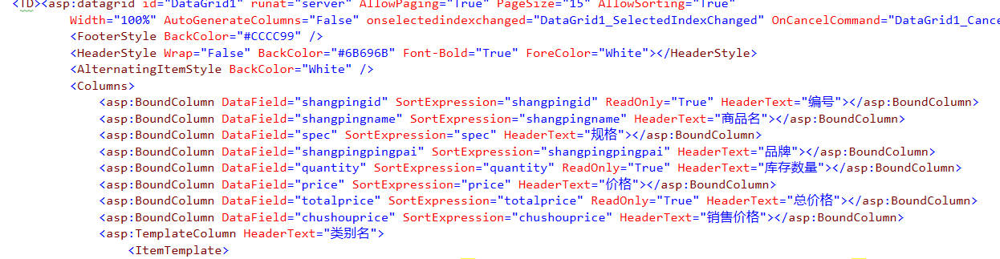 <TD><asp:datagrid id="DataGrid1" runat="server" AllowPaging="True" PageSize="15" AllowSorting="True"
Width="100%" AutoGenerateColumns="False" onselectedindexchanged="DataGrid1_SelectedIndexChanged" OnCancelCommand="DataGrid1_Cance
<FooterStyle BackColor="#CCCC99" />
<HeaderStyle Wrap="False" BackColor="#6B696B" Font-Bold="True" ForeColor="White"></HeaderStyle>
<AlternatingItemStyle BackColor="White" />
<Columns>
<asp:BoundColumn DataField="shangpingid" SortExpression="shangpingid" ReadOnly="True" HeaderText="编号"></asp:BoundColumn>
<asp:BoundColumn DataField="shangpingname" SortExpression="shangpingname" HeaderText="商品名"></asp:BoundColumn>
<asp:BoundColumn DataField="spec" SortExpression="spec" HeaderText="规格"></asp:BoundColumn>
<asp:BoundColumn DataField="shangpingpingpai" SortExpression="shangpingpingpai" HeaderText="品牌"></asp:BoundColumn>
<asp:BoundColumn DataField="quantity" SortExpression="quantity" ReadOnly="True" HeaderText="库存数量"></asp:BoundColumn>
<asp:BoundColumn DataField="price" SortExpression="price" HeaderText="价格"></asp:BoundColumn>
<asp:BoundColumn DataField="totalprice" SortExpression="totalprice" ReadOnly="True" HeaderText="总价格"></asp:BoundColumn>
<asp:BoundColumn DataField="chushouprice" SortExpression="chushouprice" HeaderText="销售价格"></asp:BoundColumn>
<asp:TemplateColumn HeaderText="类别名">
<ItemTemplate>